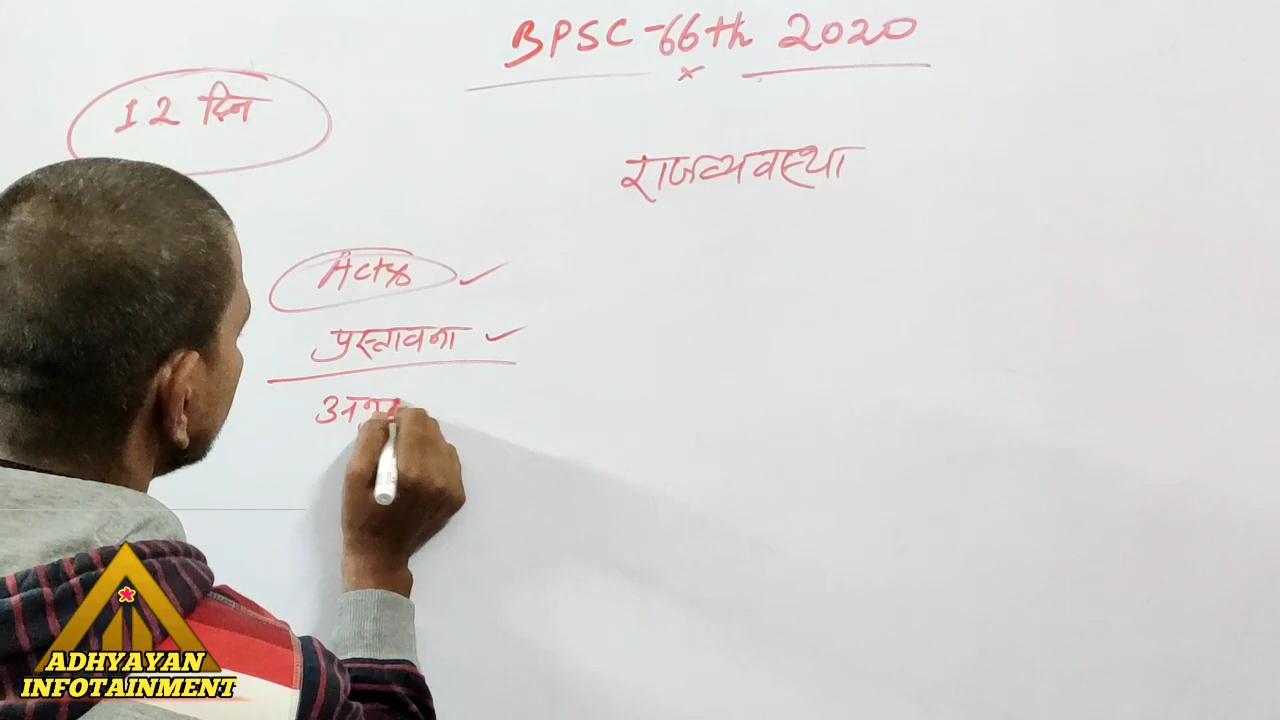 BPSC-66th 2020
12 दिन
राजव्यवस्था
Acts
प्रस्तावना
ADHYAYAN
INFOTAINMENT